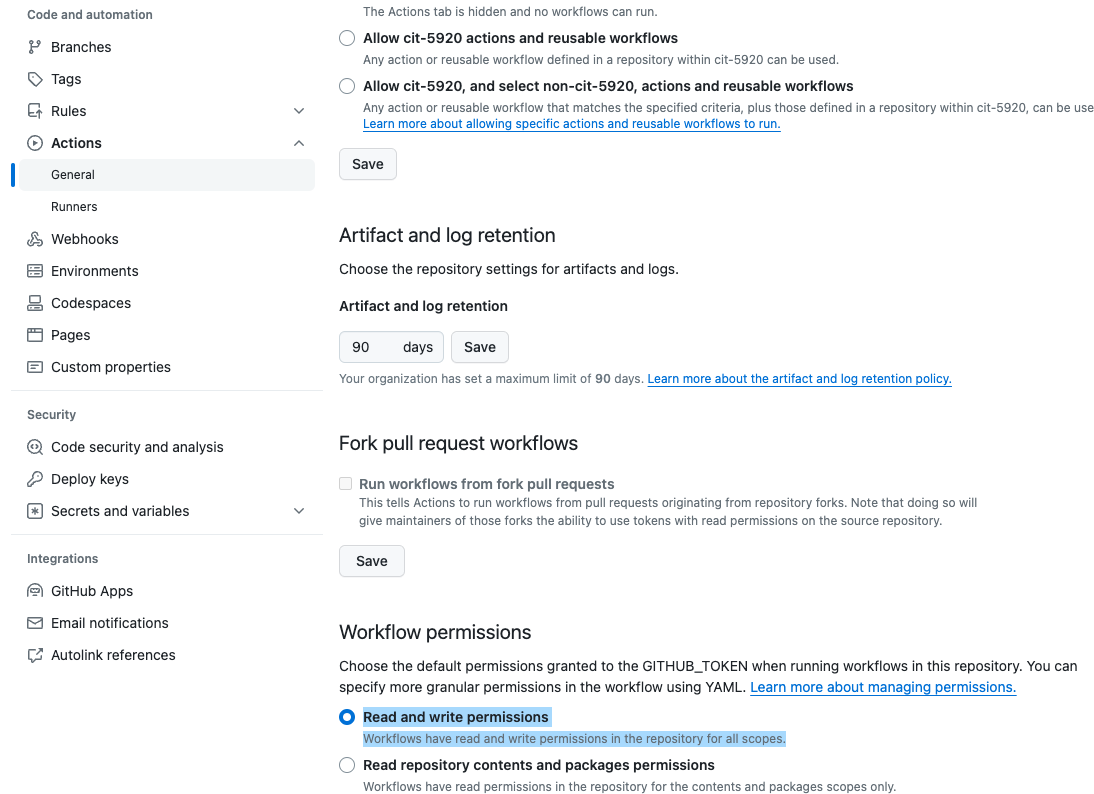 Code and automation
Branches
Tags
Rules
Actions
General
Runners
Webhooks
Environments
Codespaces
Pages
Custom properties
Security
Code security and analysis
Deploy keys
Secrets and variables
Integrations
GitHub Apps
Email notifications
Autolink references
The Actions tab is hidden and no workflows can run.
Allow cit-5920 actions and reusable workflows
Any action or reusable workflow defined in a repository within cit-5920 can be used.
Allow cit-5920, and select non-cit-5920, actions and reusable workflows
Any action or reusable workflow that matches the specified criteria, plus those defined in a repository within cit-5920, can be use
Learn more about allowing specific actions and reusable workflows to run.
Save
Artifact and log retention
Choose the repository settings for artifacts and logs.
Artifact and log retention
90 days Save
Your organization has set a maximum limit of 90 days. Learn more about the artifact and log retention policy.
Fork pull request workflows
Run workflows from fork pull requests
This tells Actions to run workflows from pull requests originating from repository forks. Note that doing so will
give maintainers of those forks the ability to use tokens with read permissions on the source repository.
Save
Workflow permissions
Choose the default permissions granted to the GITHUB_TOKEN when running workflows in this repository. You can
specify more granular permissions in the workflow using YAML. Learn more about managing permissions.
Read and write permissions
Workflows have read and write permissions in the repository for all scopes.
Read repository contents and packages permissions
Workflows have read permissions in the repository for the contents and packages scopes only.